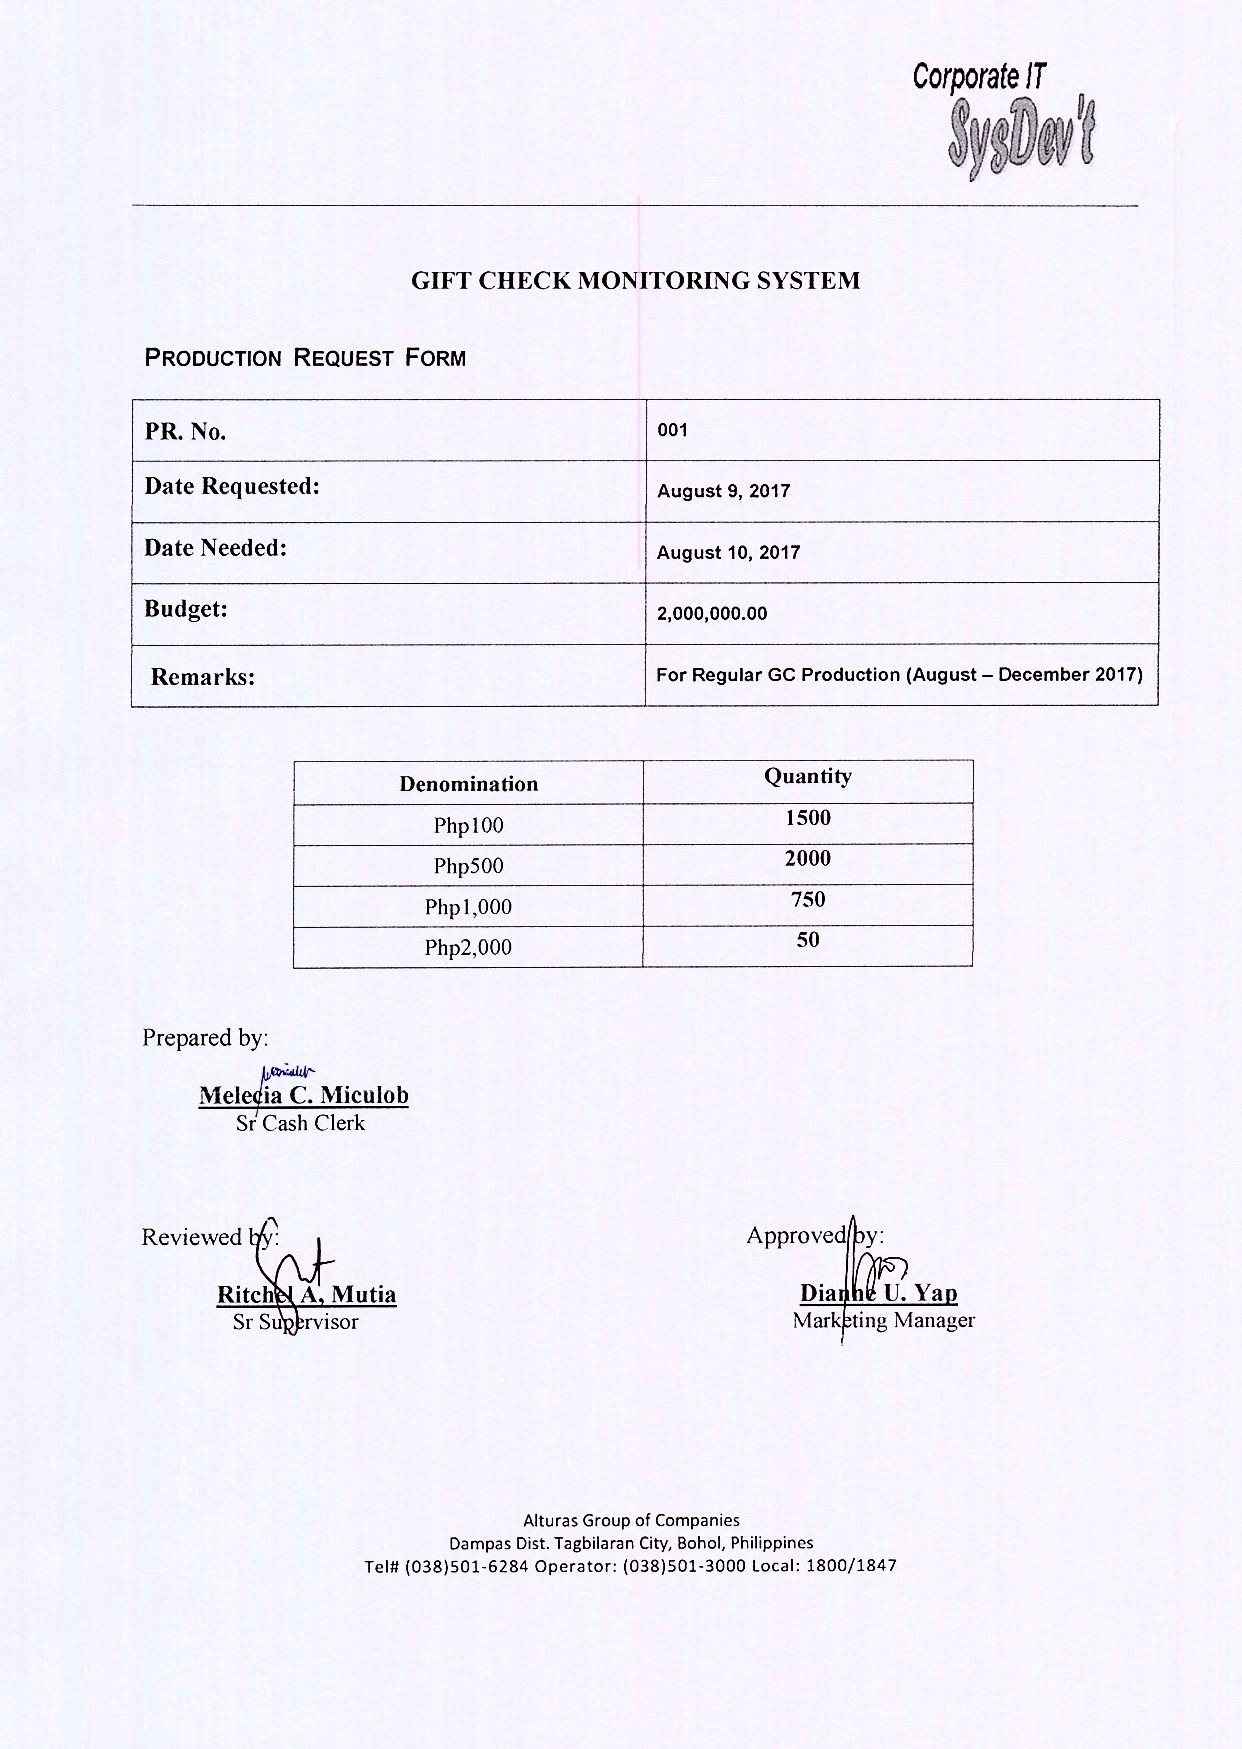 Corporate IT
SysDev't
GIFT CHECK MONITORING SYSTEM
PRODUCTION REQUEST FORM
PR. No. 001
Date Requested: August 9, 2017
Date Needed: August 10, 2017
Budget: 2,000,000.00
Remarks: For Regular GC Production (August – December 2017)
Denomination Quantity
Php100 1500
Php500 2000
Php1,000 750
Php2,000 50
Prepared by:
Melecia C. Miculob
Sr Cash Clerk
Reviewed by: Approved by:
Ritchel A, Mutia Dianne U. Yap
Sr Supervisor Marketing Manager
Alturas Group of Companies
Dampas Dist. Tagbilaran City, Bohol, Philippines
Tel# (038)501-6284 Operator: (038)501-3000 Local: 1800/1847